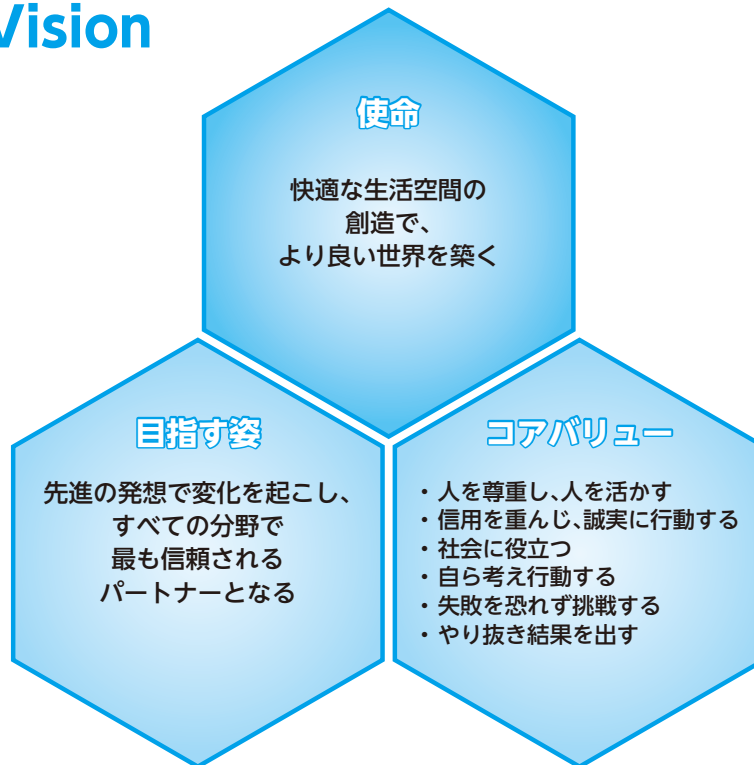 Vision
使命
快適な生活空間の
創造で、
より良い世界を築く
目指す姿
先進の発想で変化を起こし、
すべての分野で
最も信頼される
パートナーとなる
コアバリュー
・人を尊重し、人を活かす
・信用を重んじ、誠実に行動する
・社会に役立つ
・自ら考え行動する
・失敗を恐れず挑戦する
・やり抜き結果を出す